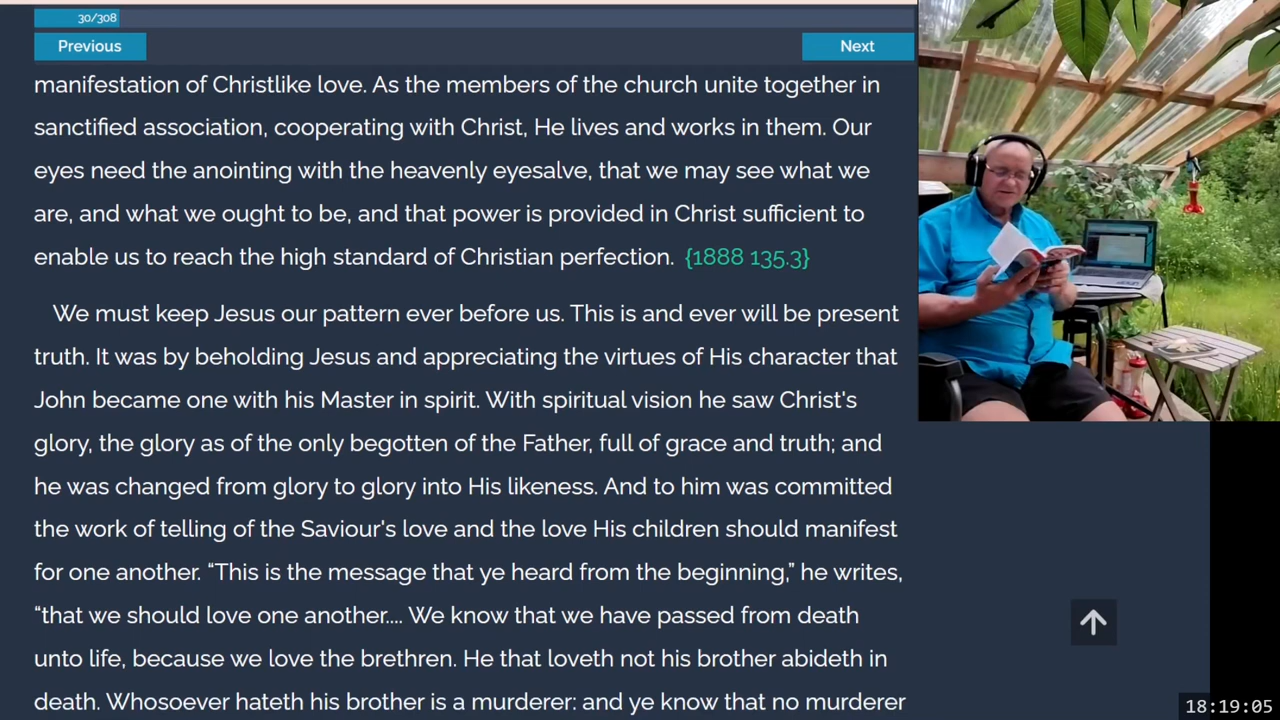 30/308
Previous
Next
manifestation of Christlike love. As the members of the church unite together in
sanctified association, cooperating with Christ, He lives and works in them. Our
eyes need the anointing with the heavenly eyesalve, that we may see what we
are, and what we ought to be, and that power is provided in Christ sufficient to
enable us to reach the high standard of Christian perfection. {1888 135.3}
We must keep Jesus our pattern ever before us. This is and ever will be present
truth. It was by beholding Jesus and appreciating the virtues of His character that
John became one with his Master in spirit. With spiritual vision he saw Christ's
glory, the glory as of the only begotten of the Father, full of grace and truth; and
he was changed from glory to glory into His likeness. And to him was committed
the work of telling of the Saviour's love and the love His children should manifest
for one another. “This is the message that ye heard from the beginning,” he writes,
“that we should love one another.... We know that we have passed from death
unto life, because we love the brethren. He that loveth not his brother abideth in
death. Whosoever hateth his brother is a murderer: and ye know that no murderer
18:19:05